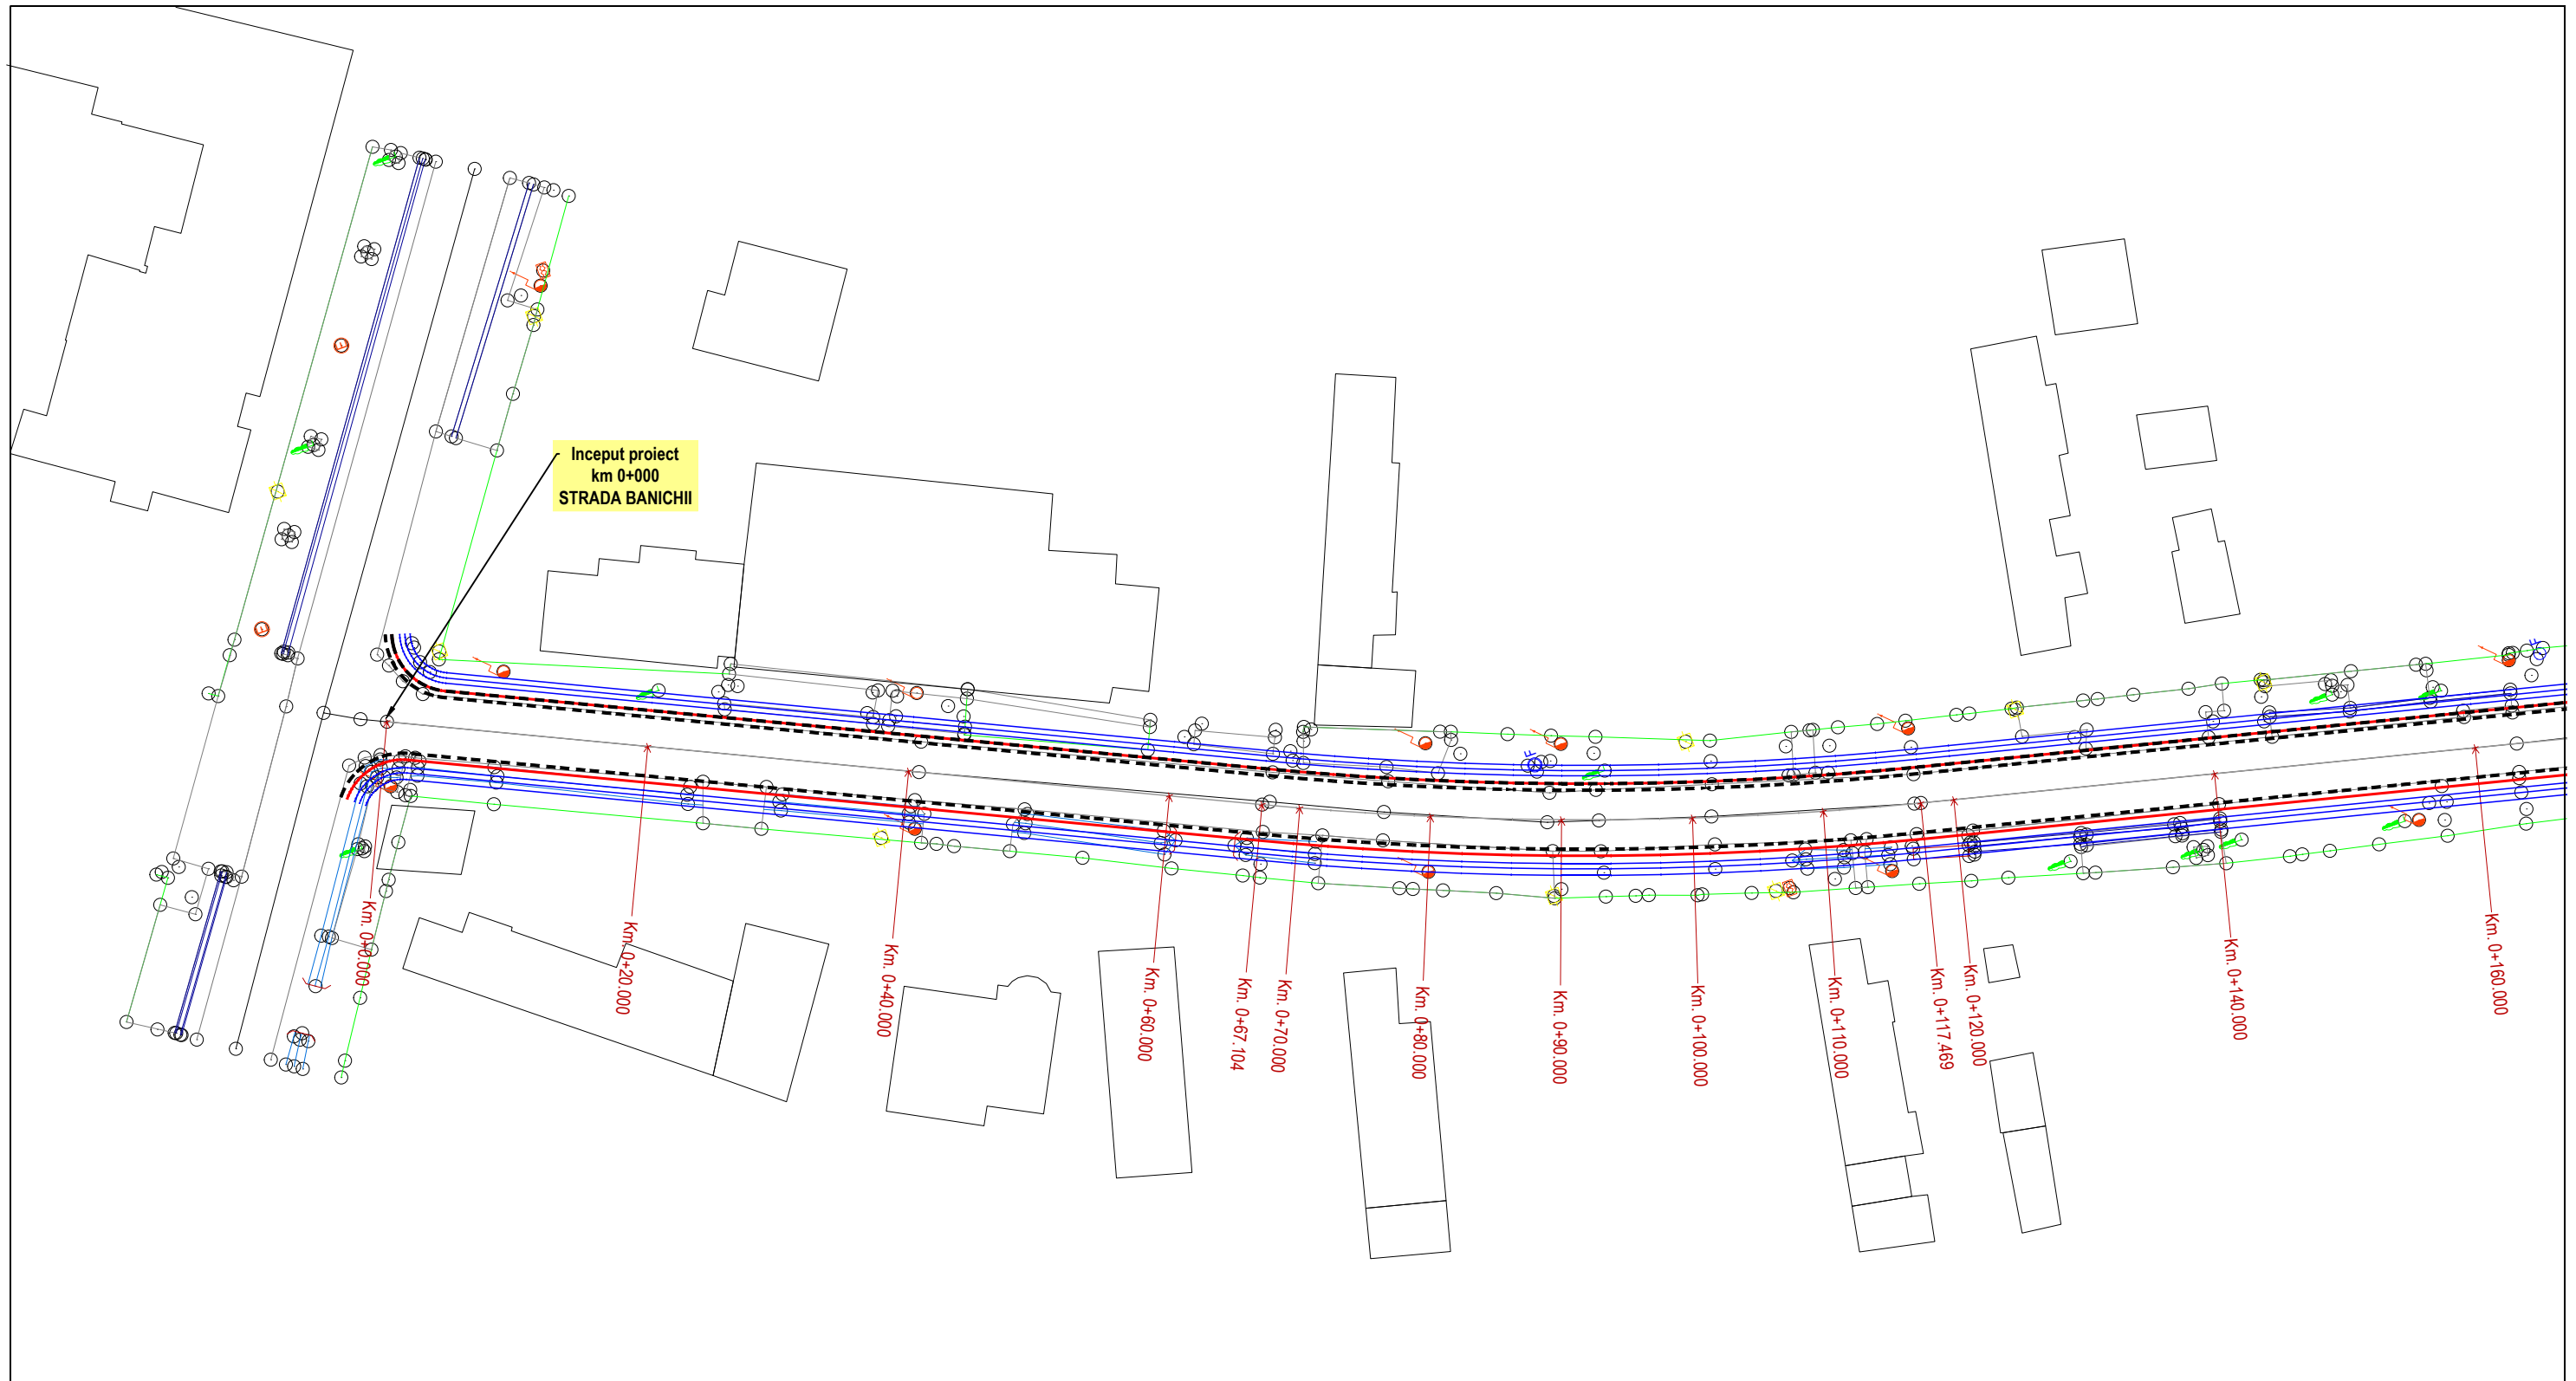 Inceput proiect
km 0+000
STRADA BANICHII
Km. 0+0.000
Km. 0+20.000
Km. 0+40.000
Km. 0+60.000
Km. 0+67.104
Km. 0+70.000
Km. 0+80.000
Km. 0+90.000
Km. 0+100.000
Km. 0+110.000
Km. 0+117.469
Km. 0+120.000
Km. 0+140.000
Km. 0+160.000